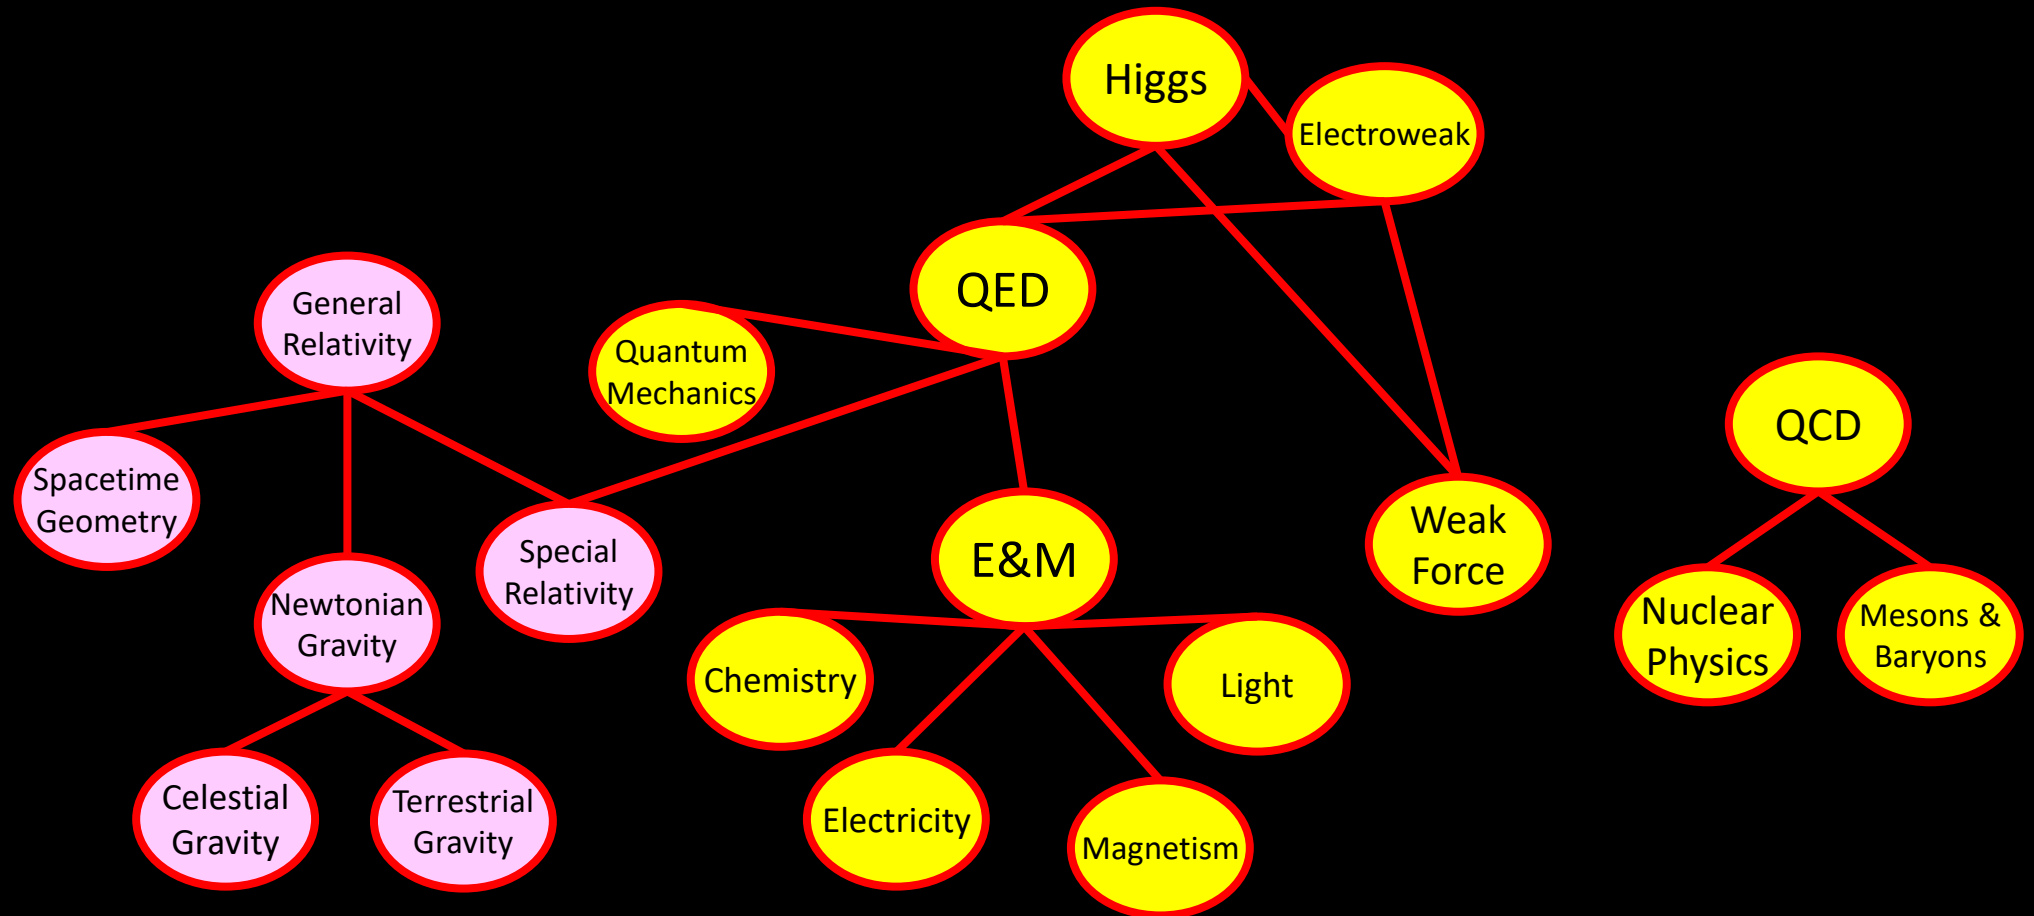 Higgs
Electroweak
QED
General
Relativity
Quantum
Mechanics
QCD
Spacetime
Geometry
Special
Relativity
E&M
Weak
Force
Newtonian
Gravity
Nuclear
Physics
Mesons &
Baryons
Chemistry
Light
Celestial
Gravity
Terrestrial
Gravity
Electricity
Magnetism